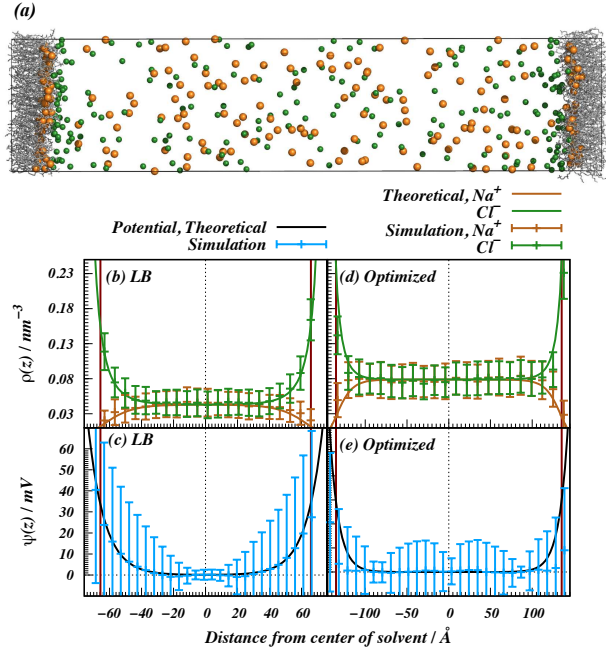 (a)
Theoretical, Na+
Cl−
Potential, Theoretical
Simulation, Na+
Simulation
Cl−
(b) LB
(d) Optimized
0.23
0.18
0.13
0.08
0.03
ρ(z) / nm−3
(c) LB
(e) Optimized
60
50
40
30
20
10
0
ψ(z) / mV
−60 −40 −20 0 20 40 60
−100 −50 0 50 100
Distance from center of solvent / Å